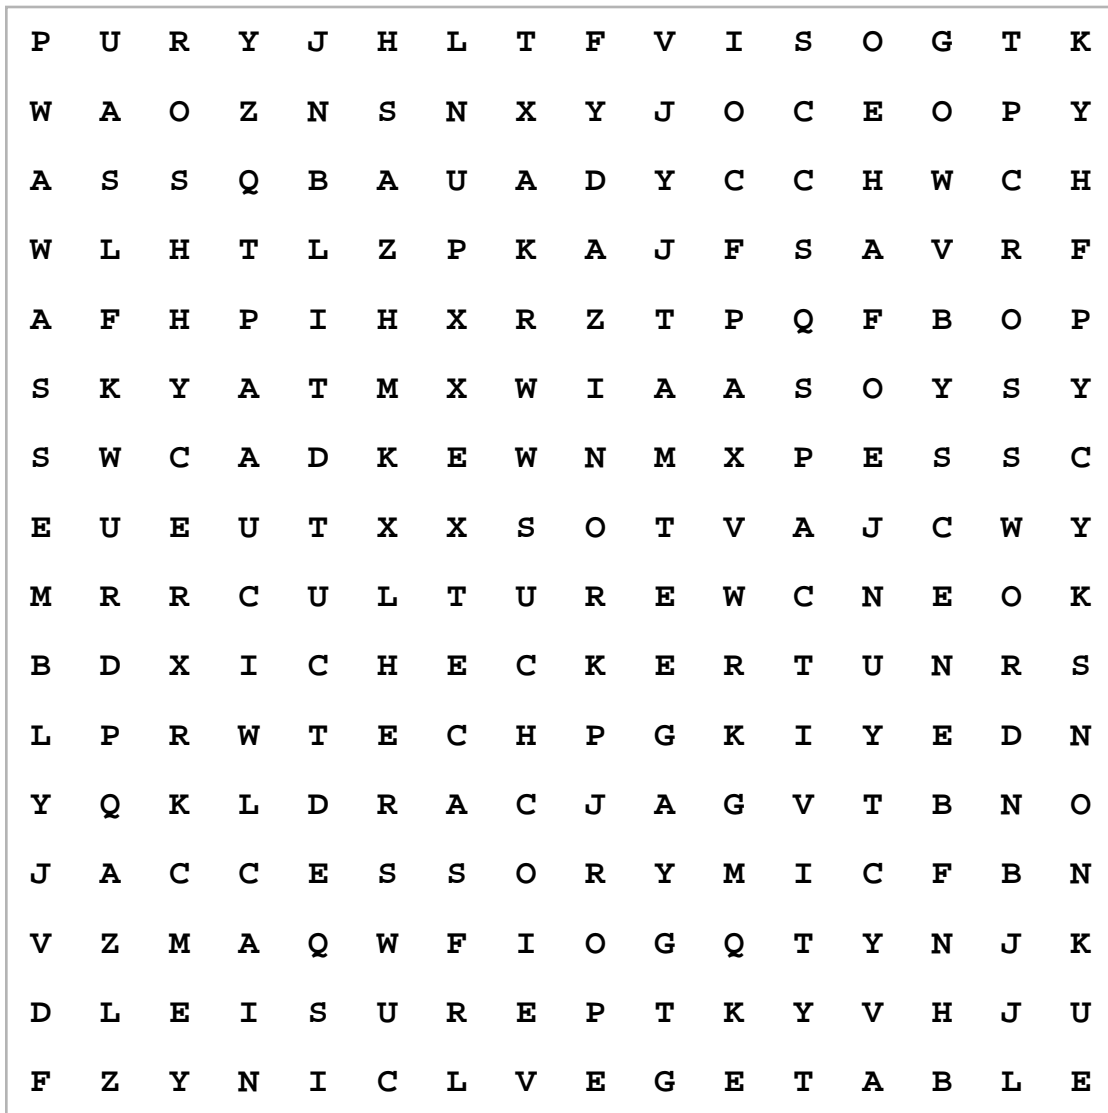 P U R Y J H L T F V I S O G T K
W A O Z N S N X Y J O C E O P Y
A S S Q B A U A D Y C C H W C H
W L H T L Z P K A J F S A V R F
A F H P I H X R Z T P Q F B O P
S K Y A T M X W I A A S O Y S Y
S W C A D K E W N M X P E S S C
E U E U T X X S O T V A J C W Y
M R R C U L T U R E W C N E O K
B D X I C H E C K E R T U N R S
L P R W T E C H P G K I Y E D N
Y Q K L D R A C J A G V T B N O
J A C C E S S O R Y M I C F B N
V Z M A Q W F I O G Q T Y N J K
D L E I S U R E P T K Y V H J U
F Z Y N I C L V E G E T A B L E